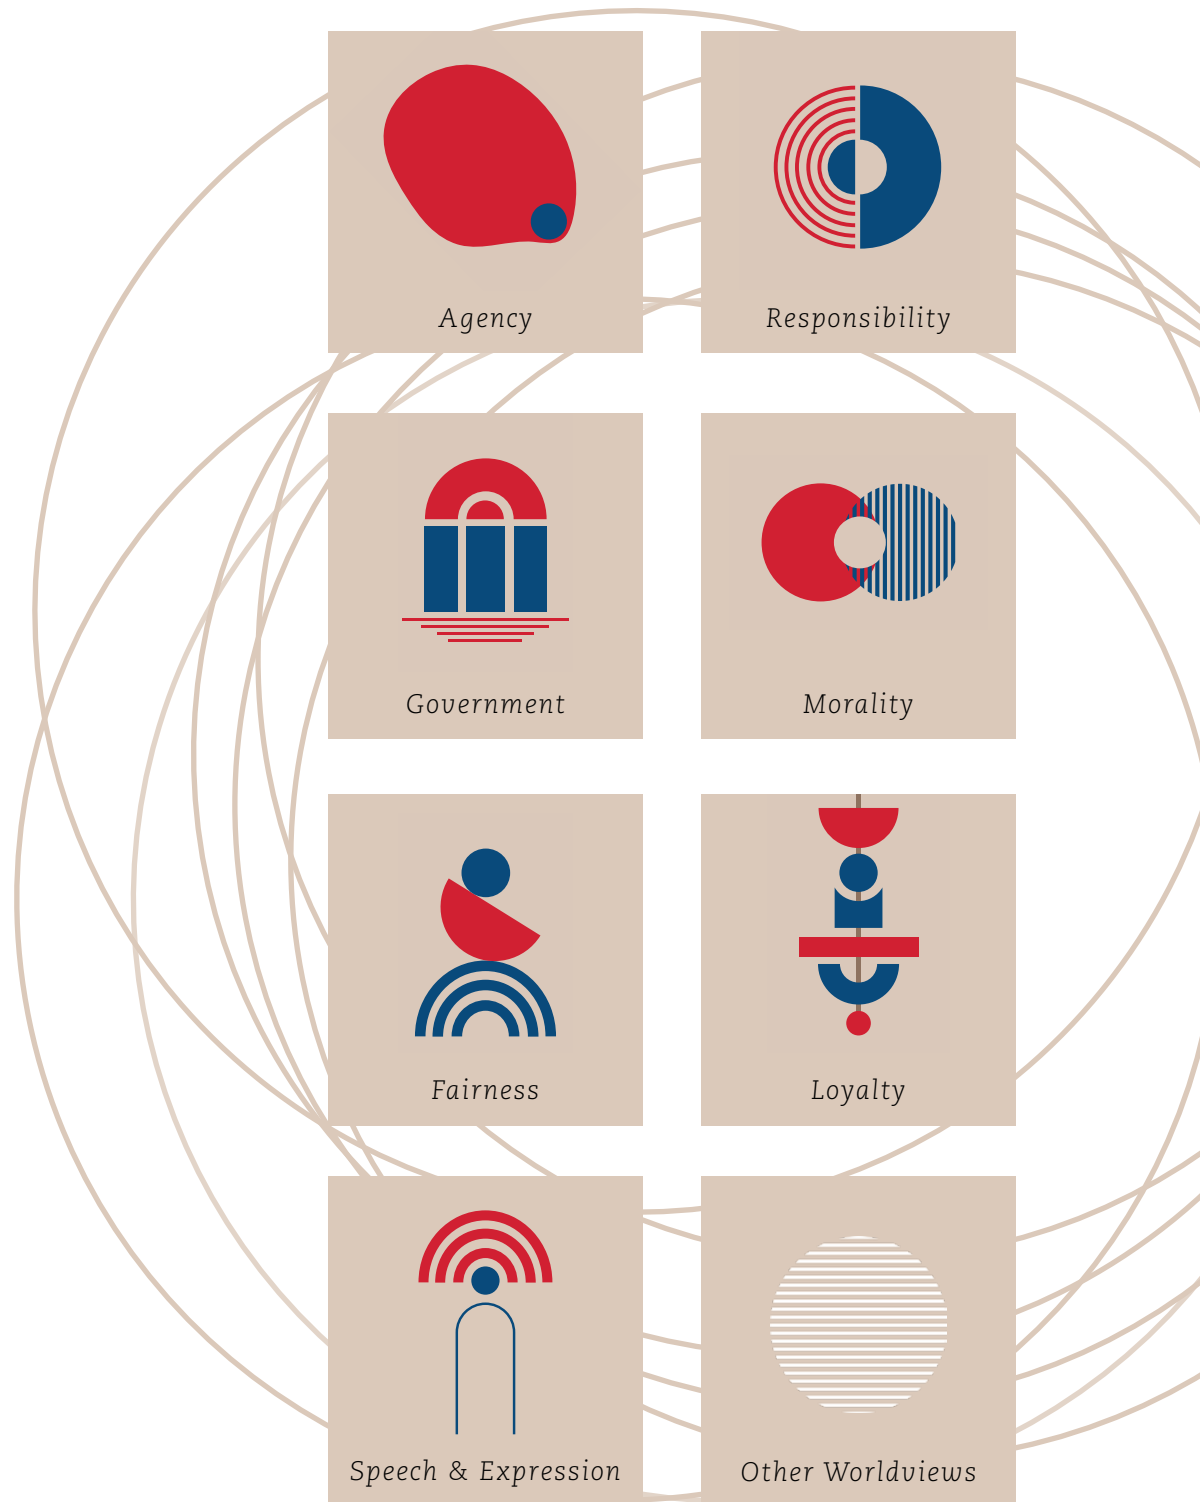 Agency
Responsibility
Government
Morality
Fairness
Loyalty
Speech & Expression
Other Worldviews